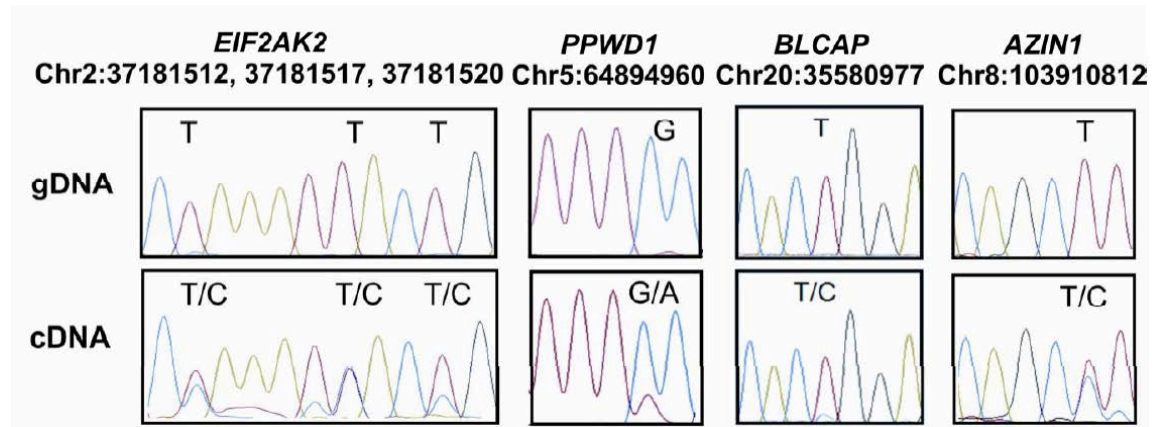 EIF2AK2 PPWD1 BLCAP AZIN1
Chr2:37181512, 37181517, 37181520 Chr5:64894960 Chr20:35580977 Chr8:103910812
gDNA T T T G T T
cDNA T/C T/C T/C G/A T/C T/C